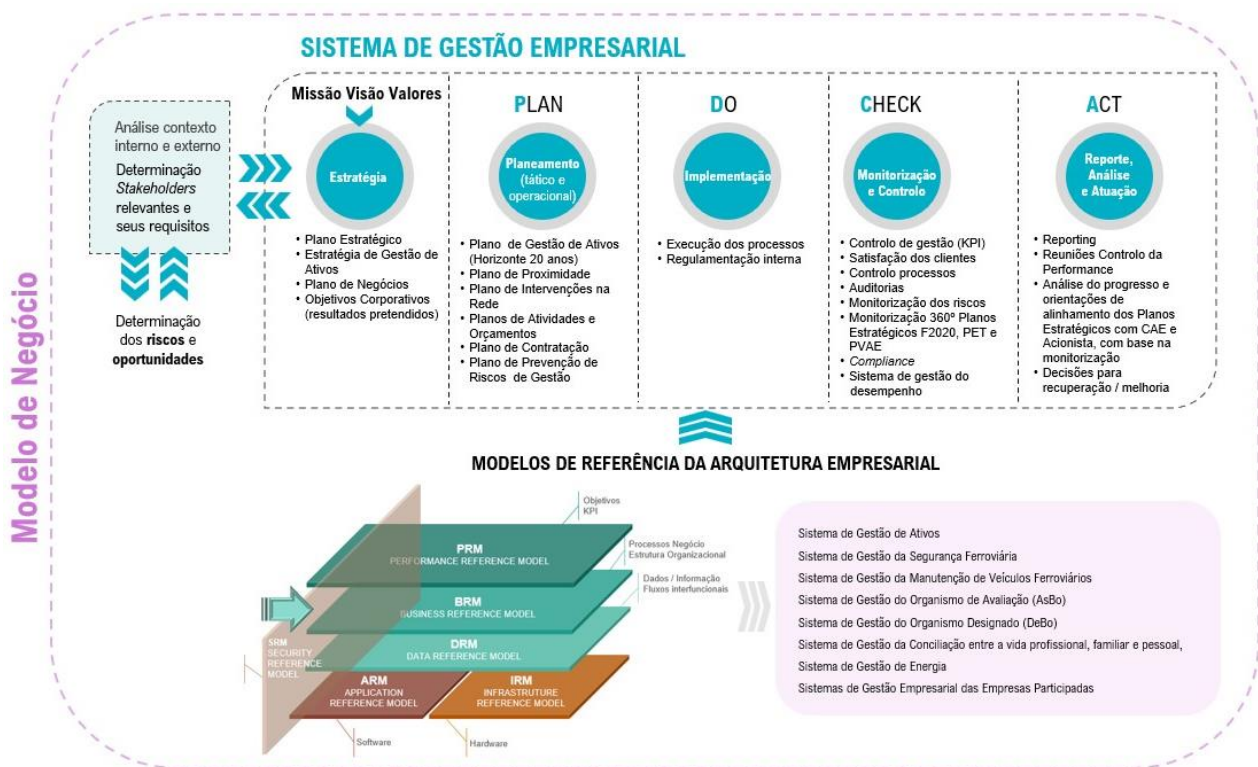 Modelo de Negócio
SISTEMA DE GESTÃO EMPRESARIAL
Análise contexto
interno e externo
Determinação
Stakeholders
relevantes e
seus requisitos
Determinação
dos riscos e
oportunidades
Missão Visão Valores
Estratégia
• Plano Estratégico
• Estratégia de Gestão de
Ativos
• Plano de Negócios
• Objetivos Corporativos
(resultados pretendidos)
PLAN
Planeamento
(tático e
operacional)
• Plano de Gestão de Ativos
(Horizonte 20 anos)
• Plano de Proximidade
• Plano de Intervenções na
Rede
• Planos de Atividades e
Orçamentos
• Plano de Contratação
• Plano de Prevenção de
Riscos de Gestão
DO
Implementação
• Execução dos processos
• Regulamentação interna
CHECK
Monitorização
e Controlo
• Controlo de gestão (KPI)
• Satisfação dos clientes
• Controlo processos
• Auditorias
• Monitorização dos riscos
• Monitorização 360º Planos
Estratégicos F2020, PET e
PVAE
• Compliance
• Sistema de gestão do
desempenho
ACT
Reporte,
Análise
e Atuação
• Reporting
• Reuniões Controlo da
Performance
• Análise do progresso e
orientações de
alinhamento dos Planos
Estratégicos com CAE e
Acionista, com base na
monitorização
• Decisões para
recuperação / melhoria
MODELOS DE REFERÊNCIA DA ARQUITETURA EMPRESARIAL
Objetivos
KPI
PRM
PERFORMANCE REFERENCE MODEL
Processos Negócio
Estrutura Organizacional
BRM
BUSINESS REFERENCE MODEL
Dados / Informação
Fluxos interfuncionais
DRM
DATA REFERENCE MODEL
SRM
SECURITY
REFERENCE
MODEL
ARM
APPLICATION
REFERENCE MODEL
IRM
INFRASTRUTURE
REFERENCE MODEL
Software
Hardware
Sistema de Gestão de Ativos
Sistema de Gestão da Segurança Ferroviária
Sistema de Gestão da Manutenção de Veículos Ferroviários
Sistema de Gestão do Organismo de Avaliação (AsBo)
Sistema de Gestão do Organismo Designado (DeBo)
Sistema de Gestão da Conciliação entre a vida profissional, familiar e pessoal,
Sistema de Gestão de Energia
Sistemas de Gestão Empresarial das Empresas Participadas